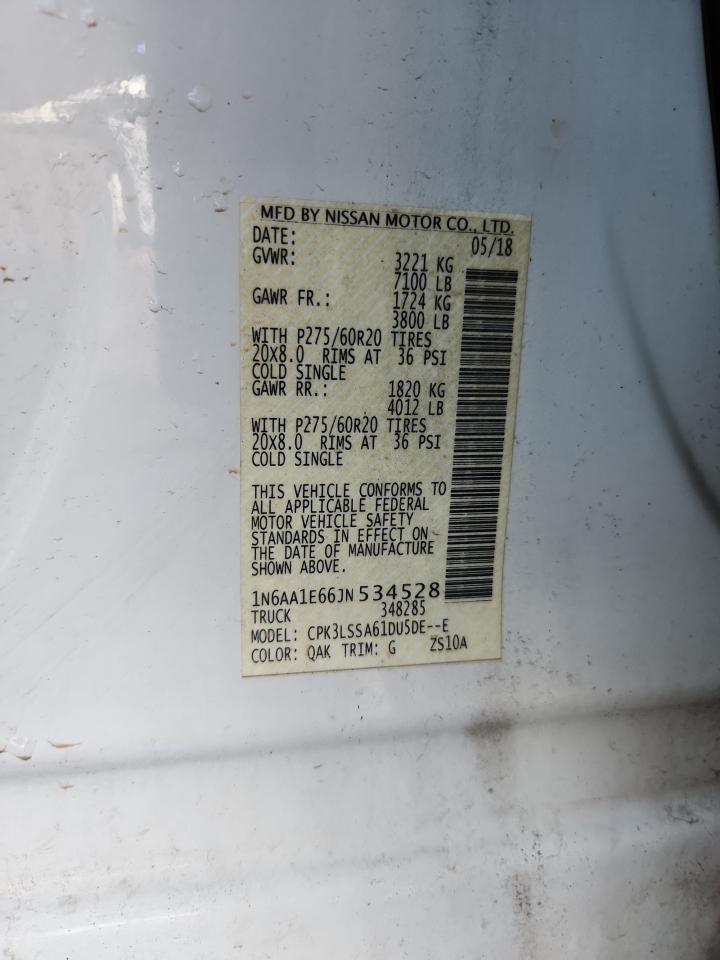 MFD BY NISSAN MOTOR CO., LTD.
DATE: 05/18
GVWR: 3221 KG
7100 LB
GAWR FR.: 1724 KG
3800 LB
WITH P275/60R20 TIRES
20X8.0 RIMS AT 36 PSI
COLD SINGLE
GAWR RR.: 1820 KG
4012 LB
WITH P275/60R20 TIRES
20X8.0 RIMS AT 36 PSI
COLD SINGLE
THIS VEHICLE CONFORMS TO
ALL APPLICABLE FEDERAL
MOTOR VEHICLE SAFETY
STANDARDS IN EFFECT ON
THE DATE OF MANUFACTURE
SHOWN ABOVE.
1N6AA1E66JN534528
TRUCK 348285
MODEL: CPK3LSSA61DU5DE--E
COLOR: QAK TRIM: G ZS10A